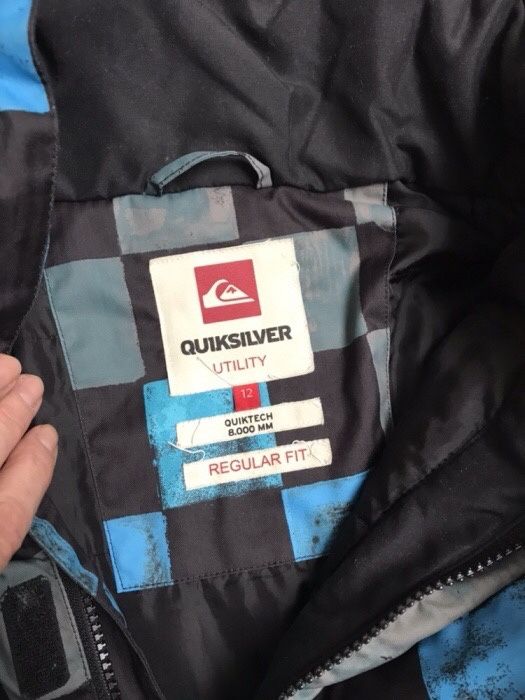 QUIKSILVER
UTILITY
12
QUIKTECH
8.000 MM
REGULAR FIT